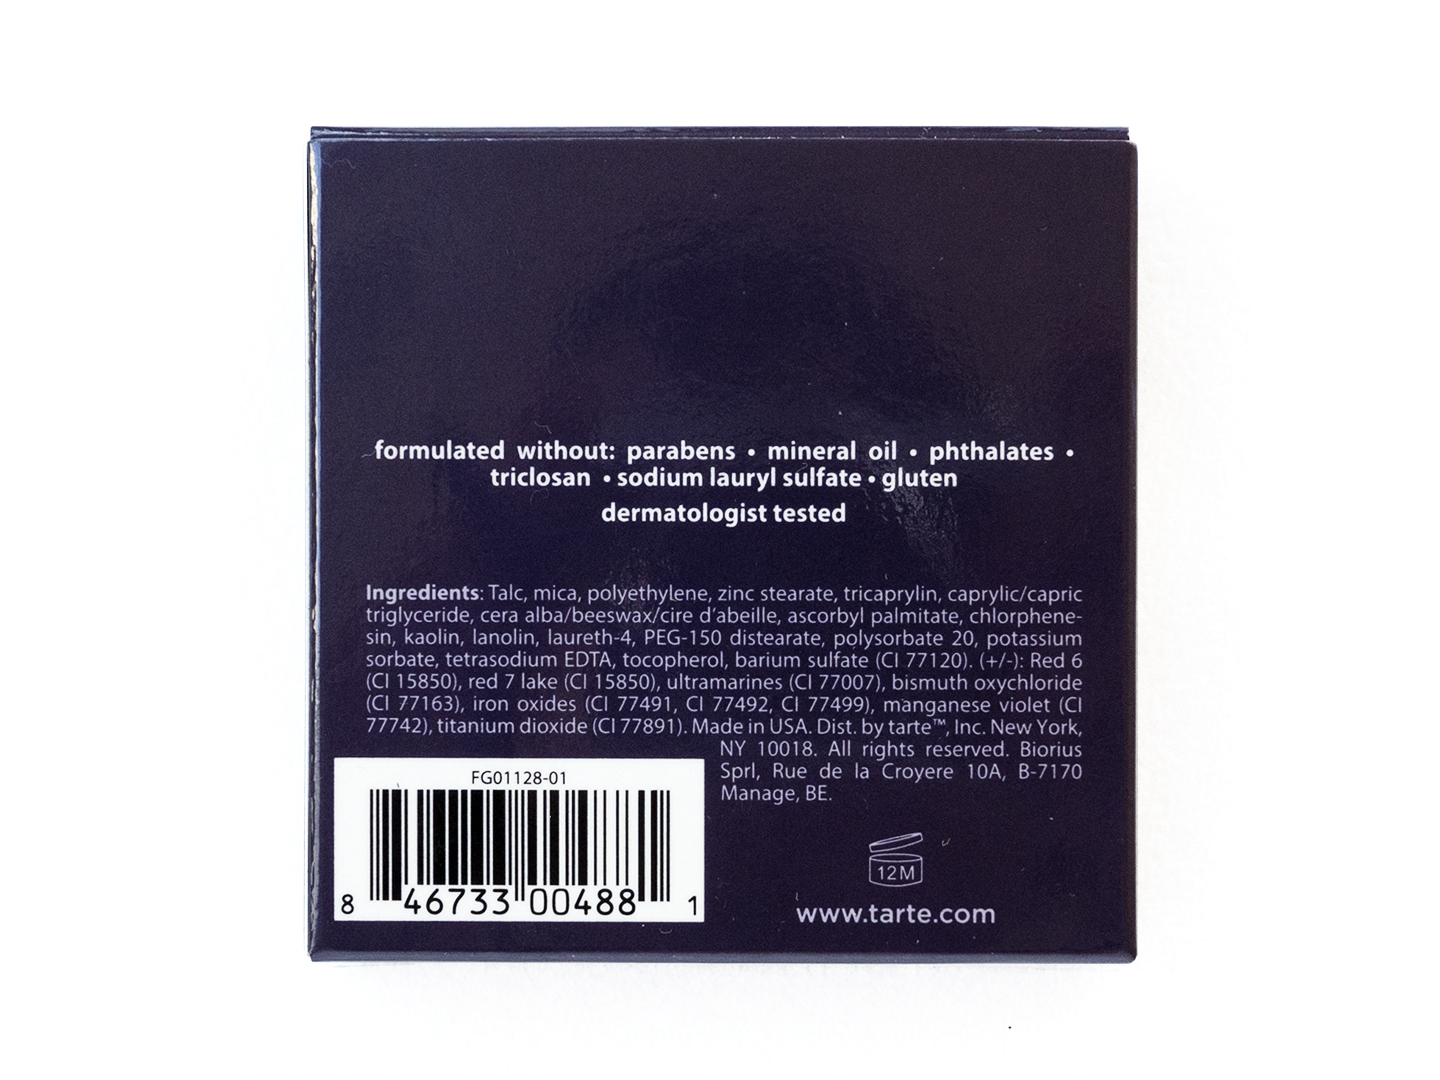 formulated without: parabens • mineral oil • phthalates •
triclosan • sodium lauryl sulfate • gluten
dermatologist tested
Ingredients: Talc, mica, polyethylene, zinc stearate, tricaprylin, caprylic/capric
triglyceride, cera alba/beeswax/cire d'abeille, ascorbyl palmitate, chlorphene-
sin, kaolin, lanolin, laureth-4, PEG-150 distearate, polysorbate 20, potassium
sorbate, tetrasodium EDTA, tocopherol, barium sulfate (CI 77120). (+/-): Red 6
(CI 15850), red 7 lake (CI 15850), ultramarines (CI 77007), bismuth oxychloride
(CI 77163), iron oxides (CI 77491, CI 77492, CI 77499), manganese violet (CI
77742), titanium dioxide (CI 77891). Made in USA. Dist. by tarte™, Inc. New York,
NY 10018. All rights reserved. Biorius
Sprl, Rue de la Croyere 10A, B-7170
Manage, BE.
FG01128-01
8 46733 00488 1
12M
www.tarte.com